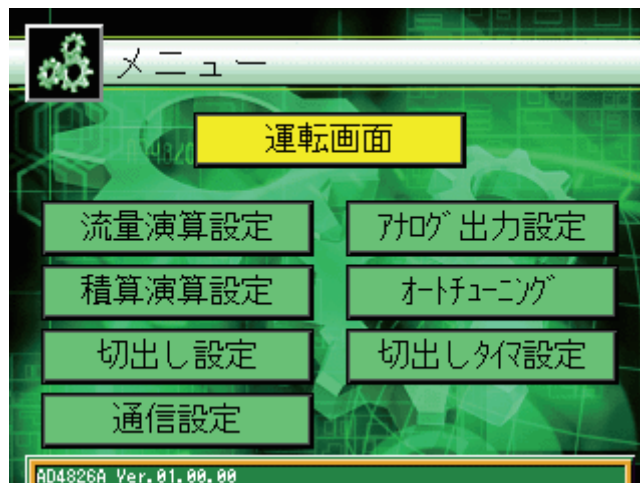 メニュー
運転画面
流量演算設定
アナログ出力設定
積算演算設定
オートチューニング
切出し設定
切出しタイマ設定
通信設定
AD4826A Ver.01.00.00